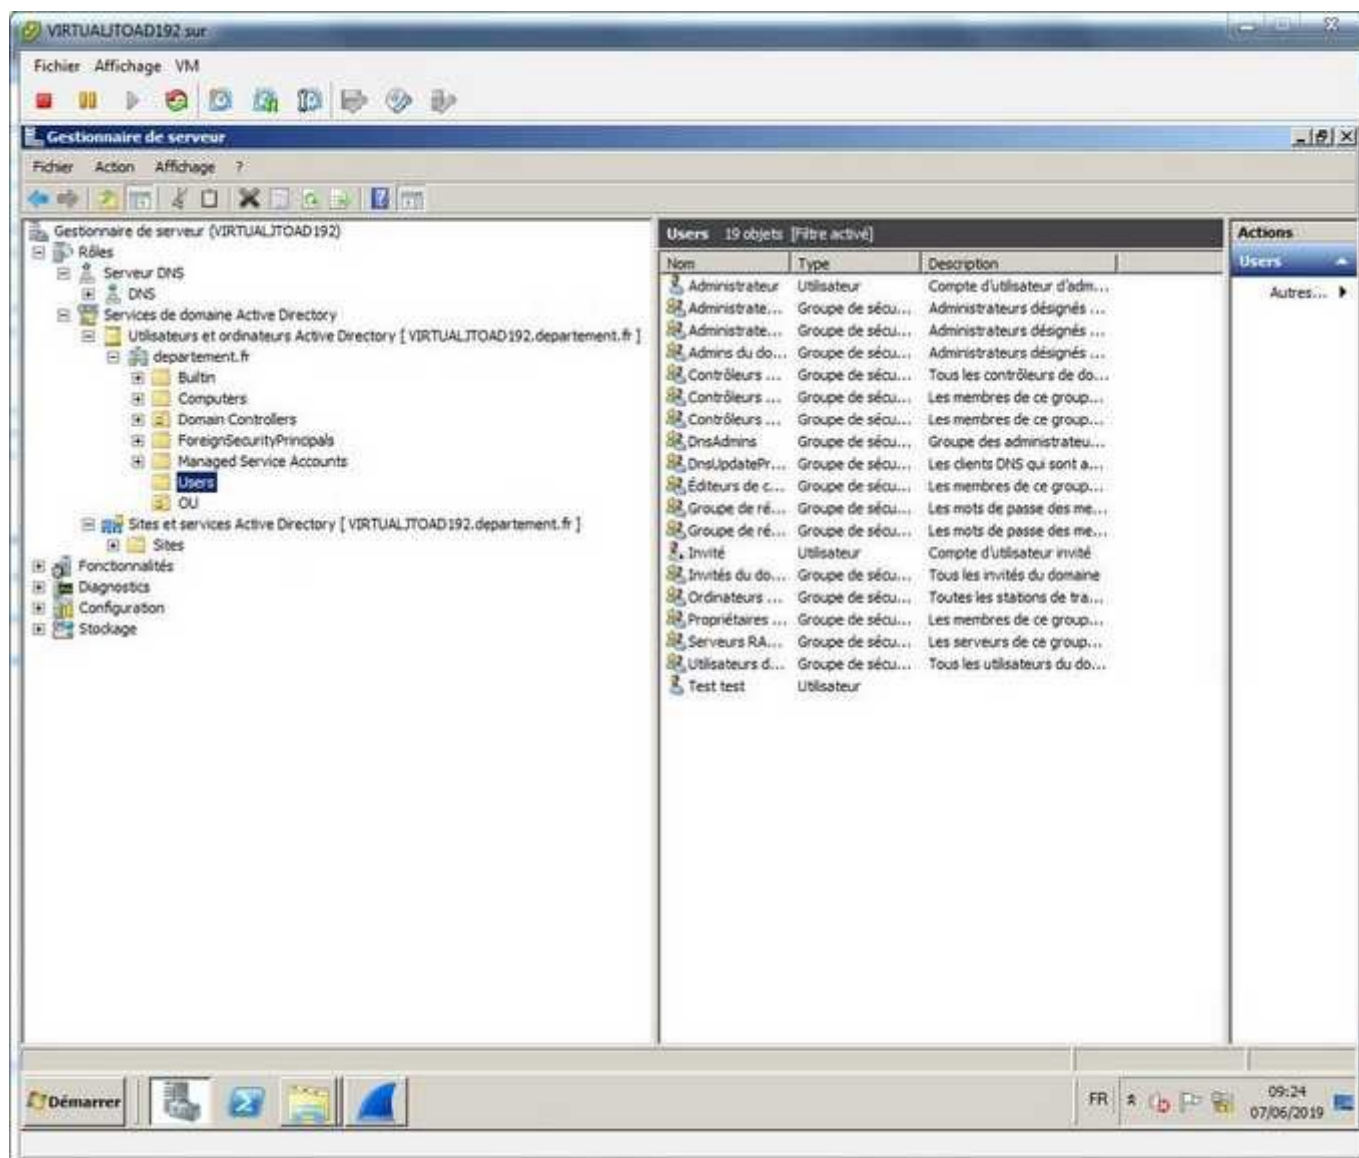 VIRTUALJTOAD192 sur
Fichier Affichage VM
Gestionnaire de serveur
Fichier Action Affichage ?
Gestionnaire de serveur (VIRTUALJTOAD192)
Rôles
Serveur DNS
DNS
Services de domaine Active Directory
Utilisateurs et ordinateurs Active Directory [ VIRTUALJTOAD192.departement.fr ]
departement.fr
Builtin
Computers
Domain Controllers
ForeignSecurityPrincipals
Managed Service Accounts
Users
OU
Sites et services Active Directory [ VIRTUALJTOAD192.departement.fr ]
Sites
Fonctionnalités
Diagnostics
Configuration
Stockage
Users 19 objets [Filtre activé]
Nom Type Description
Administrateur Utilisateur Compte d'utilisateur d'adm...
Administrate... Groupe de sécu... Administrateurs désignés ...
Administrate... Groupe de sécu... Administrateurs désignés ...
Admins du do... Groupe de sécu... Administrateurs désignés ...
Contrôleurs ... Groupe de sécu... Tous les contrôleurs de do...
Contrôleurs ... Groupe de sécu... Les membres de ce group...
Contrôleurs ... Groupe de sécu... Les membres de ce group...
DnsAdmins Groupe de sécu... Groupe des administrateu...
DnsUpdatePr... Groupe de sécu... Les clients DNS qui sont a...
Éditeurs de c... Groupe de sécu... Les membres de ce group...
Groupe de ré... Groupe de sécu... Les mots de passe des me...
Groupe de ré... Groupe de sécu... Les mots de passe des me...
Invité Utilisateur Compte d'utilisateur invité
Invités du do... Groupe de sécu... Tous les invités du domaine
Ordinateurs ... Groupe de sécu... Toutes les stations de tra...
Propriétaires ... Groupe de sécu... Les membres de ce group...
Serveurs RA... Groupe de sécu... Les serveurs de ce group...
Utilisateurs d... Groupe de sécu... Tous les utilisateurs du do...
Test test Utilisateur
Actions
Users
Autres...
Démarrer
FR
09:24
07/06/2019